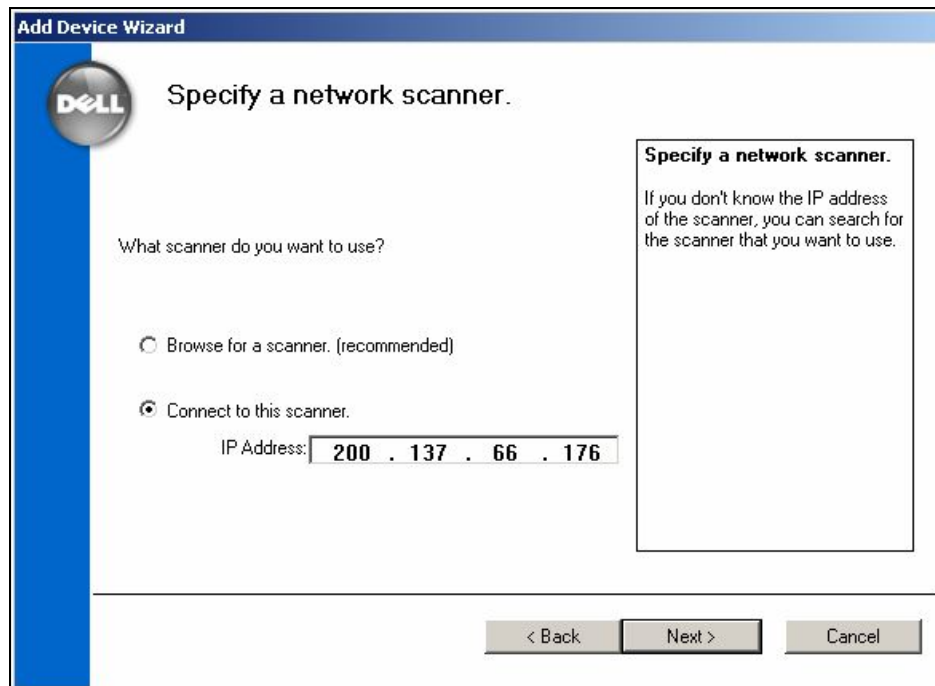 Add Device Wizard
DELL
Specify a network scanner.
Specify a network scanner.
If you don't know the IP address
of the scanner, you can search for
the scanner that you want to use.
What scanner do you want to use?
Browse for a scanner. (recommended)
Connect to this scanner.
IP Address: 200 . 137 . 66 . 176
< Back Next > Cancel